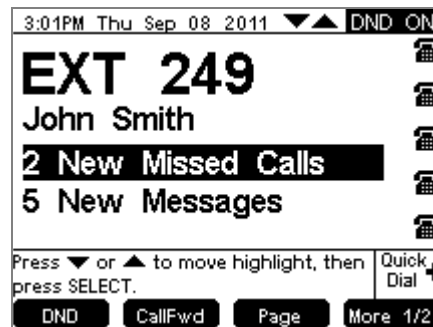 3:01PM Thu Sep 08 2011 ▼▲ DND ON
EXT 249
John Smith
2 New Missed Calls
5 New Messages
Press ▼ or ▲ to move highlight, then
press SELECT.
Quick
Dial
DND CallFwd Page More 1/2